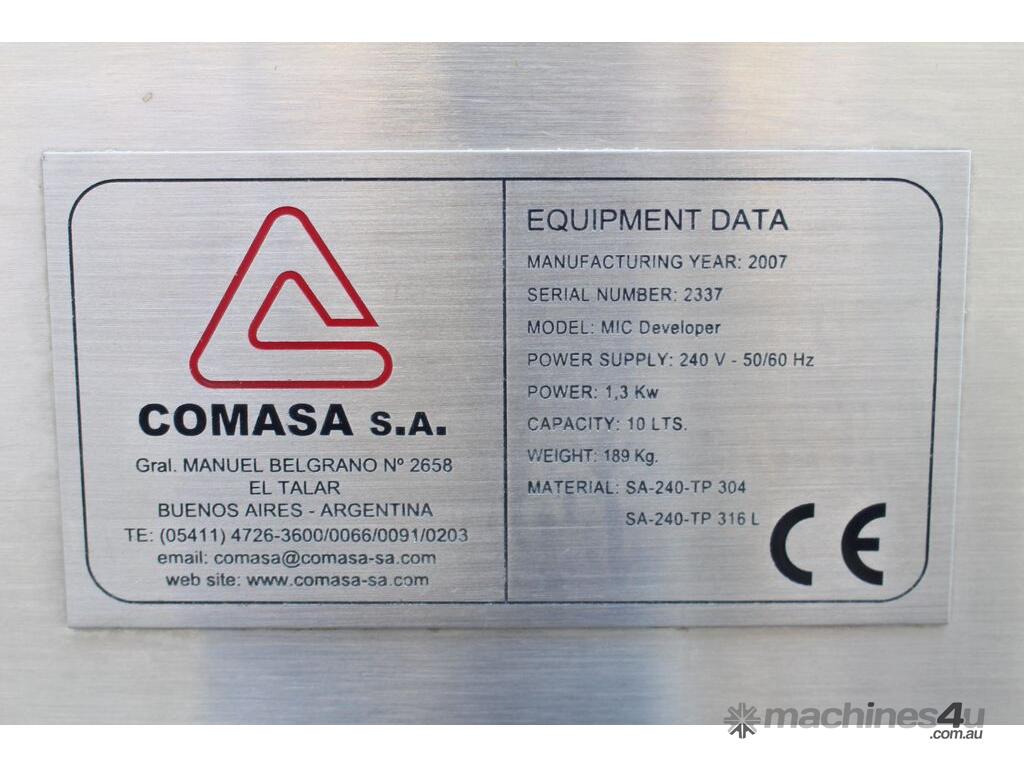 COMASA S.A.
Gral. MANUEL BELGRANO Nº 2658
EL TALAR
BUENOS AIRES - ARGENTINA
TE: (05411) 4726-3600/0066/0091/0203
email: comasa@comasa-sa.com
web site: www.comasa-sa.com
EQUIPMENT DATA
MANUFACTURING YEAR: 2007
SERIAL NUMBER: 2337
MODEL: MIC Developer
POWER SUPPLY: 240 V - 50/60 Hz
POWER: 1,3 Kw
CAPACITY: 10 LTS.
WEIGHT: 189 Kg.
MATERIAL: SA-240-TP 304
SA-240-TP 316 L
CE
machines4u
.com.au